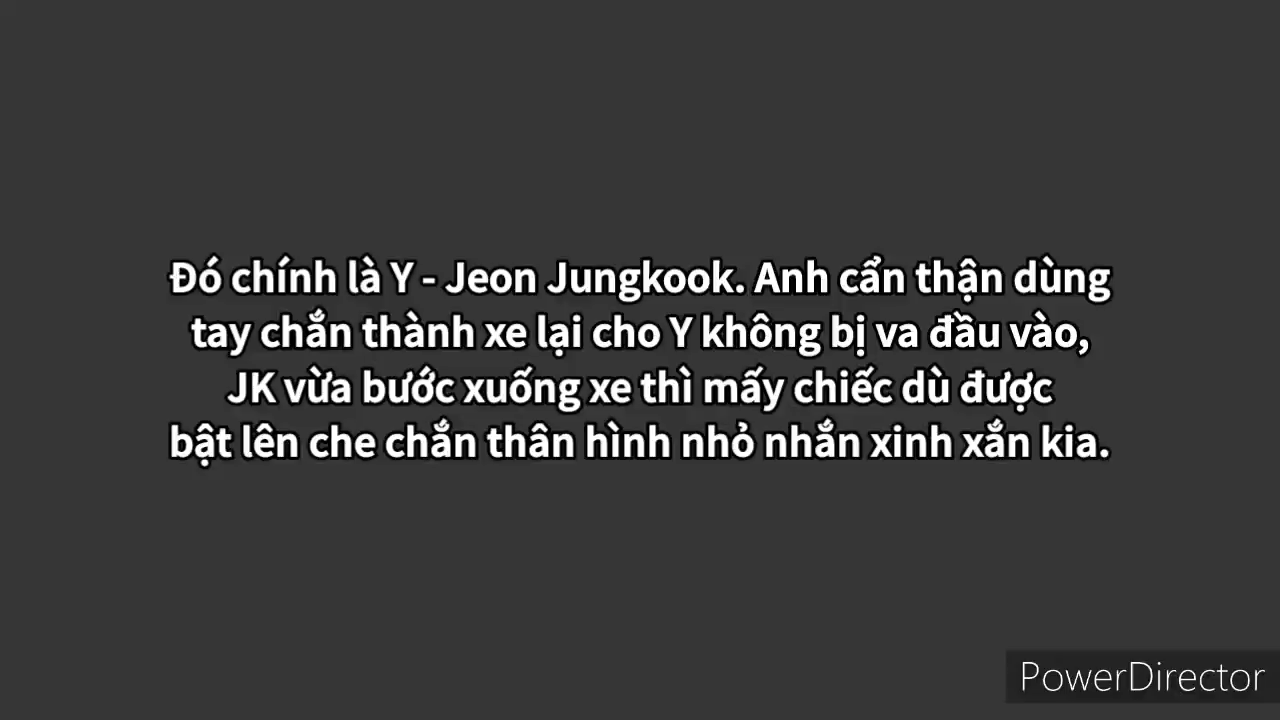 Đó chính là Y - Jeon Jungkook. Anh cẩn thận dùng
tay chắn thành xe lại cho Y không bị va đầu vào,
JK vừa bước xuống xe thì mấy chiếc dù được
bật lên che chắn thân hình nhỏ nhắn xinh xắn kia.
PowerDirector